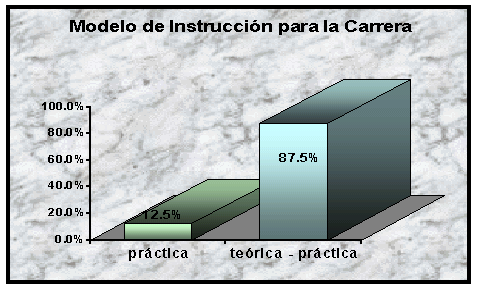 Modelo de Instrucción para la Carrera
100.0%
80.0%
60.0%
40.0%
20.0%
0.0%
12.5%
87.5%
práctica
teórica - práctica